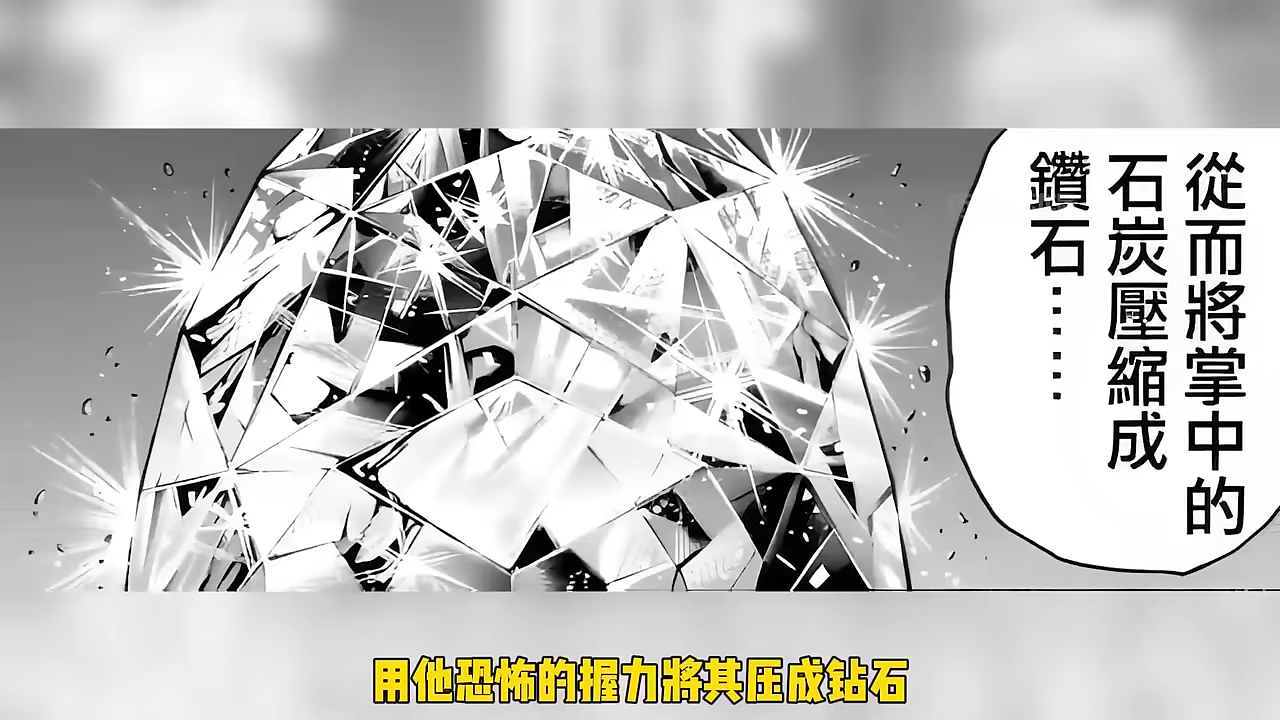 從而將掌中的
石炭壓縮成
鑽石⋯⋯
用他恐怖的握力將其压成钻石